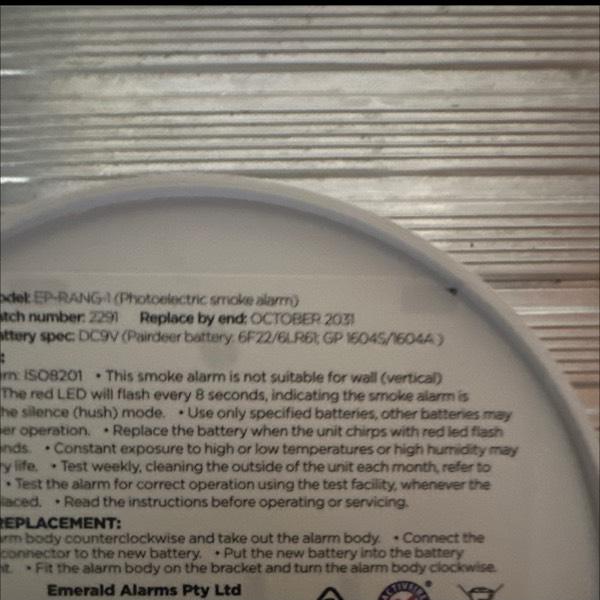 odel: EP-RANG-1 (Photoelectric smoke alarm)
atch number: 2291 Replace by end: OCTOBER 2031
attery spec: DC9V (Pairdeer battery: 6F22/6LR61; GP 1604S/1604A)
:
rn: ISO8201 • This smoke alarm is not suitable for wall (vertical)
The red LED will flash every 8 seconds, indicating the smoke alarm is
he silence (hush) mode. • Use only specified batteries, other batteries may
er operation. • Replace the battery when the unit chirps with red led flash
onds. • Constant exposure to high or low temperatures or high humidity may
ry life. • Test weekly, cleaning the outside of the unit each month, refer to
• Test the alarm for correct operation using the test facility, whenever the
laced. • Read the instructions before operating or servicing.
REPLACEMENT:
arm body counterclockwise and take out the alarm body. • Connect the
connector to the new battery. • Put the new battery into the battery
nt. • Fit the alarm body on the bracket and turn the alarm body clockwise.
Emerald Alarms Pty Ltd